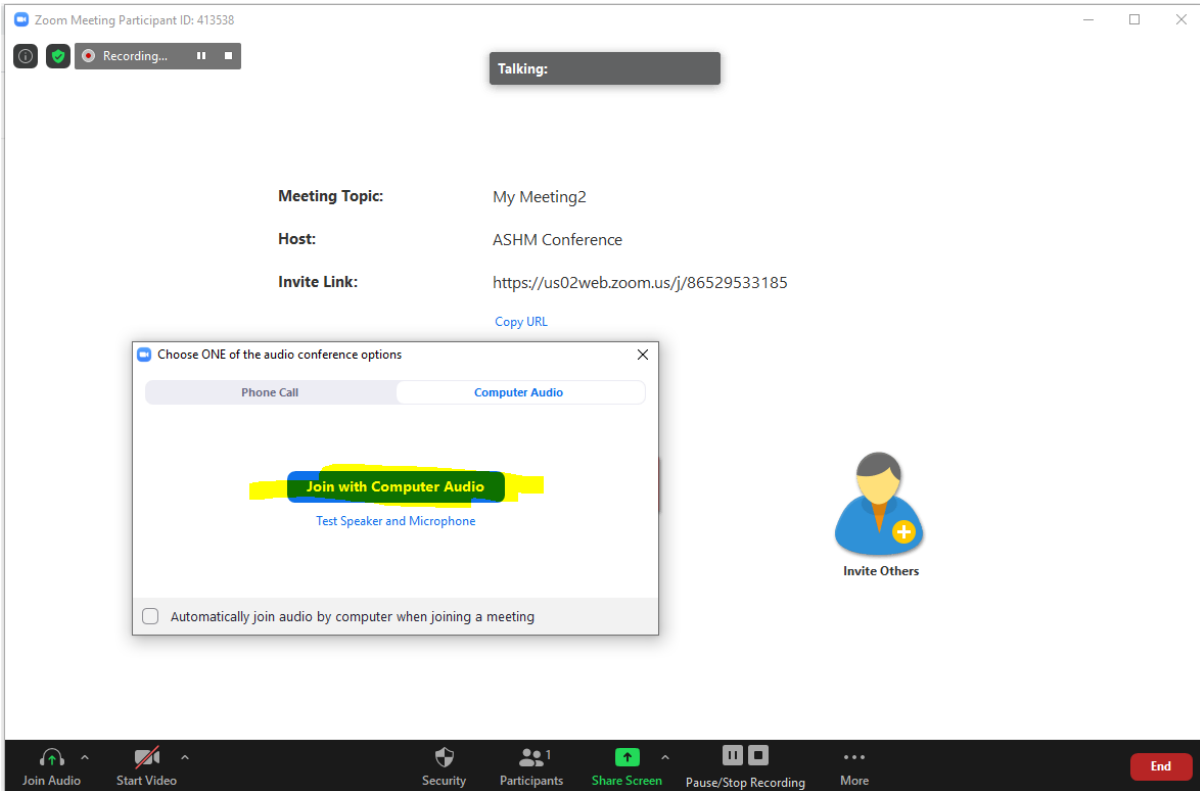 Zoom Meeting Participant ID: 413538
Recording...
Talking:
Meeting Topic: My Meeting2
Host: ASHM Conference
Invite Link: https://us02web.zoom.us/j/86529533185
Copy URL
Choose ONE of the audio conference options
Phone Call Computer Audio
Join with Computer Audio
Test Speaker and Microphone
Invite Others
Automatically join audio by computer when joining a meeting
1
Join Audio Start Video Security Participants Share Screen Pause/Stop Recording More End